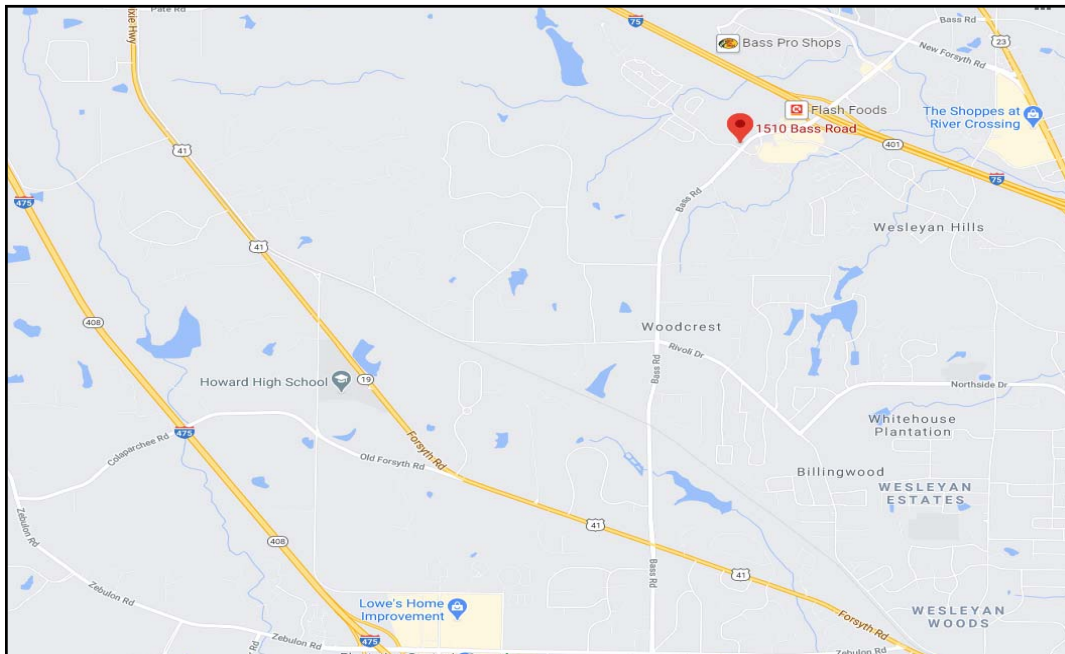 Pate Rd
ixie Hwy
75
Bass Rd
23
New Forsyth Rd
Bass Pro Shops
Flash Foods
1510 Bass Road
The Shoppes at
River Crossing
401
75
41
475
Bass Rd
Wesleyan Hills
41
408
Woodcrest
Rivoli Dr
Bass Rd
Howard High School
19
Northside Dr
Whitehouse
Plantation
Colaparchee Rd
475
Forsyth Rd
Old Forsyth Rd
Billingwood
WESLEYAN
ESTATES
Zebulon Rd
41
408
Bass Rd
41
Zebulon Rd
Lowe's Home
Improvement
Forsyth Rd
WESLEYAN
WOODS
475
Zebulon Rd
Zebulon Rd